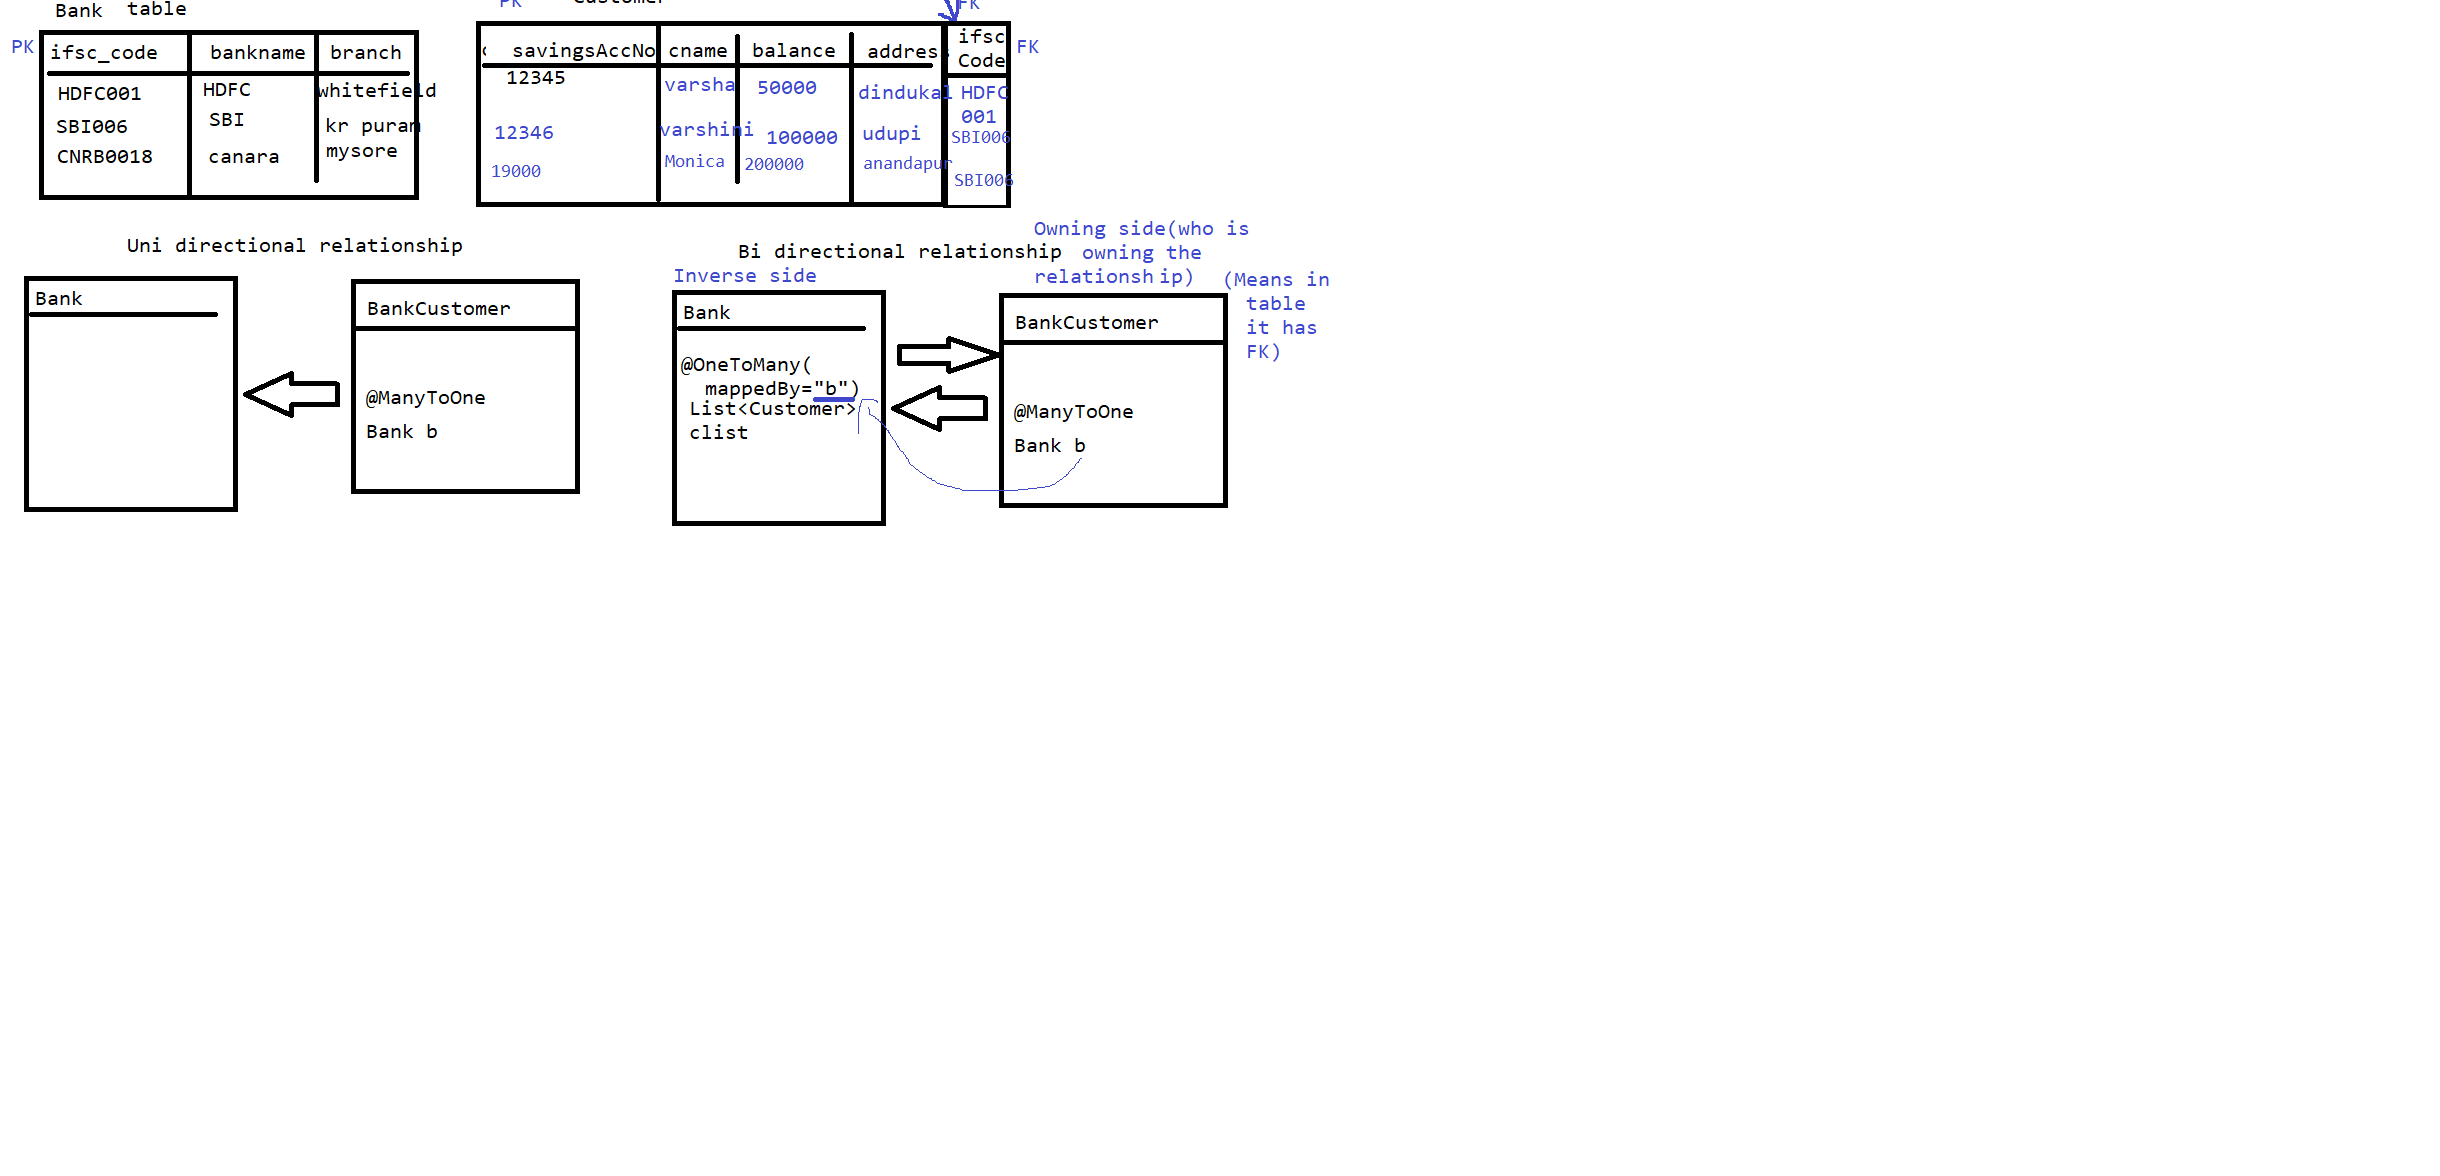 Bank table
PK
ifsc_code bankname branch
HDFC001 HDFC whitefield
SBI006 SBI kr puram
CNRB0018 canara mysore
PK Customer FK
savingsAccNo cname balance address ifsc
Code
FK
12345 varsha 50000 dindukal HDFC
001
12346 varshini 100000 udupi SBI006
19000 Monica 200000 anandapur SBI006
Uni directional relationship
Bank
BankCustomer
@ManyToOne
Bank b
Bi directional relationship
Inverse side
Owning side(who is
owning the
relationship)
(Means in
table
it has
FK)
Bank
@OneToMany(
mappedBy="b")
List<Customer>
clist
BankCustomer
@ManyToOne
Bank b